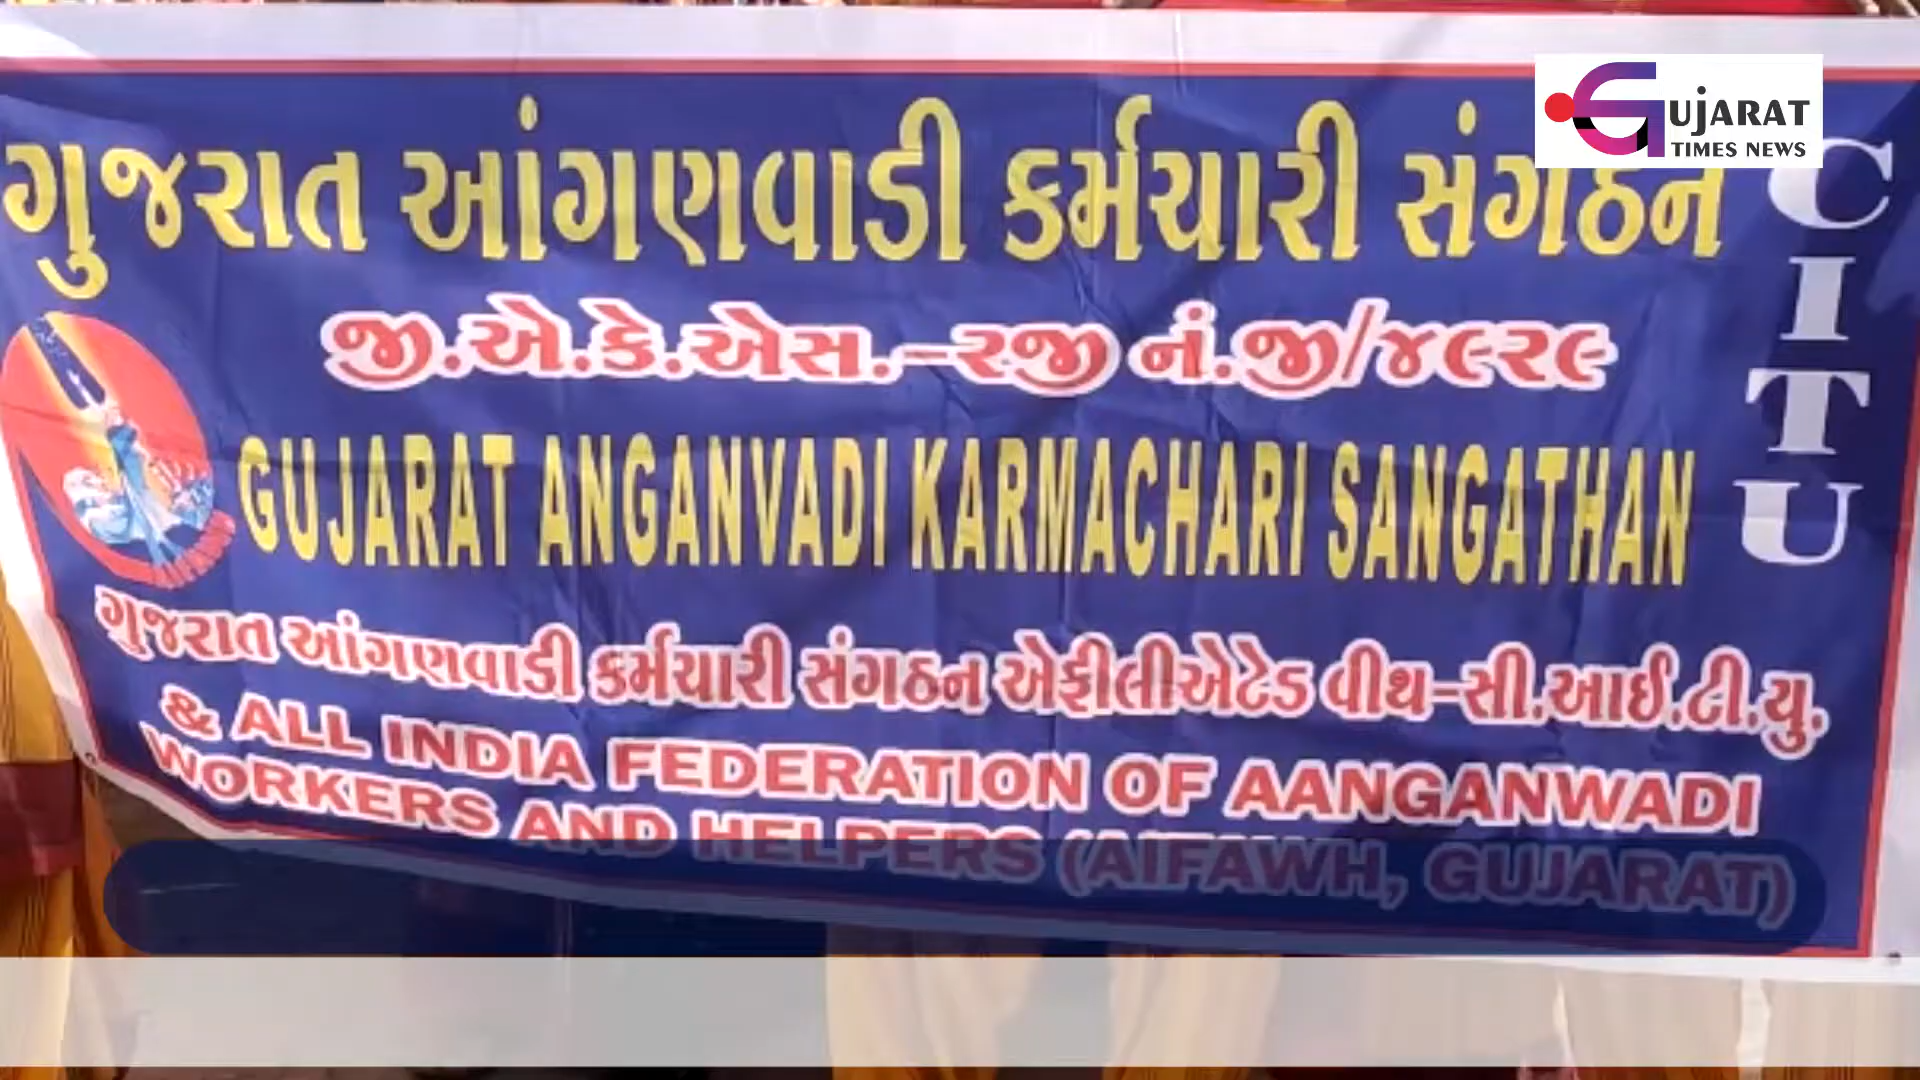 GUJARAT
TIMES NEWS
ગુજરાત આંગણવાડી કર્મચારી સંગઠન
જી.એ.કે.એસ.-રજી નં.જી/૪૯૨૯
GUJARAT ANGANVADI KARMACHARI SANGATHAN
CITU
ગુજરાત આંગણવાડી કર્મચારી સંગઠન એફીલીએટેડ વીથ-સી.આઈ.ટી.યુ.
& ALL INDIA FEDERATION OF AANGANWADI
WORKERS AND HELPERS (AIFAWH, GUJARAT)